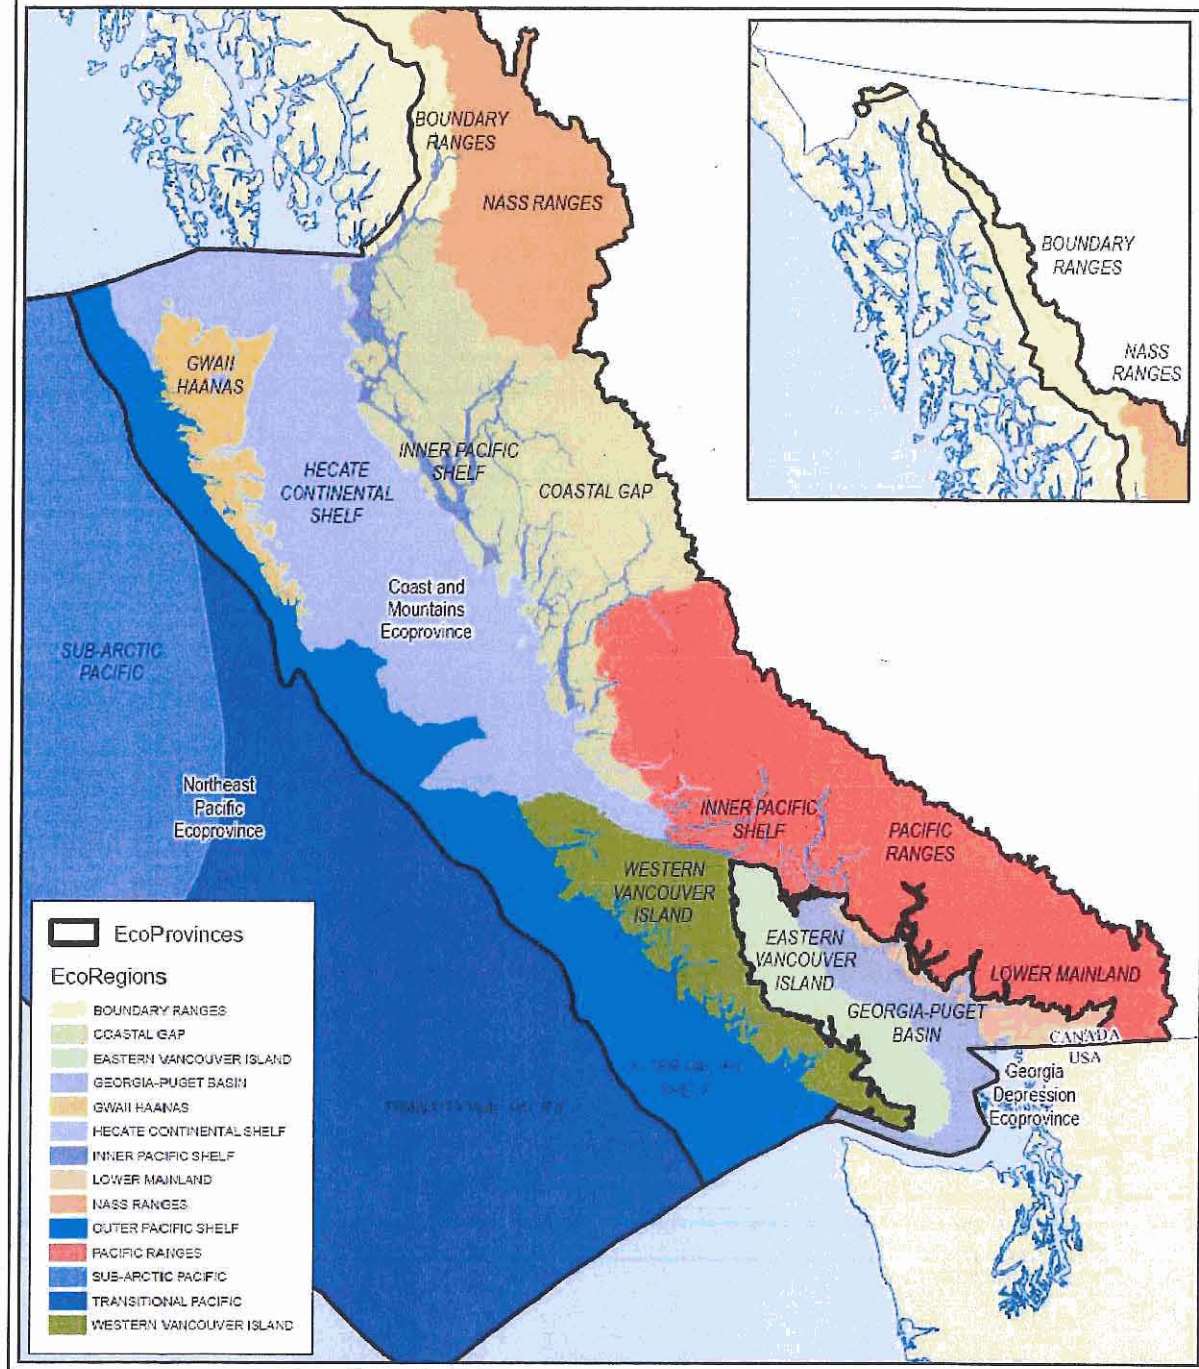 BOUNDARY
RANGES
NASS RANGES
BOUNDARY
RANGES
NASS
RANGES
GWAII
HAANAS
HECATE
CONTINENTAL
SHELF
INNER PACIFIC
SHELF
COASTAL GAP
Coast and
Mountains
Ecoprovince
SUB-ARCTIC
PACIFIC
Northeast
Pacific
Ecoprovince
INNER PACIFIC
SHELF
PACIFIC
RANGES
WESTERN
VANCOUVER
ISLAND
EASTERN
VANCOUVER
ISLAND
LOWER MAINLAND
GEORGIA-PUGET
BASIN
CANADA
USA
Georgia
Depression
Ecoprovince
SHELF
TRANSITIONAL PACIFIC
EcoProvinces
EcoRegions
BOUNDARY RANGES
COASTAL GAP
EASTERN VANCOUVER ISLAND
GEORGIA-PUGET BASIN
GWAII HAANAS
HECATE CONTINENTAL SHELF
INNER PACIFIC SHELF
LOWER MAINLAND
NASS RANGES
OUTER PACIFIC SHELF
PACIFIC RANGES
SUB-ARCTIC PACIFIC
TRANSITIONAL PACIFIC
WESTERN VANCOUVER ISLAND